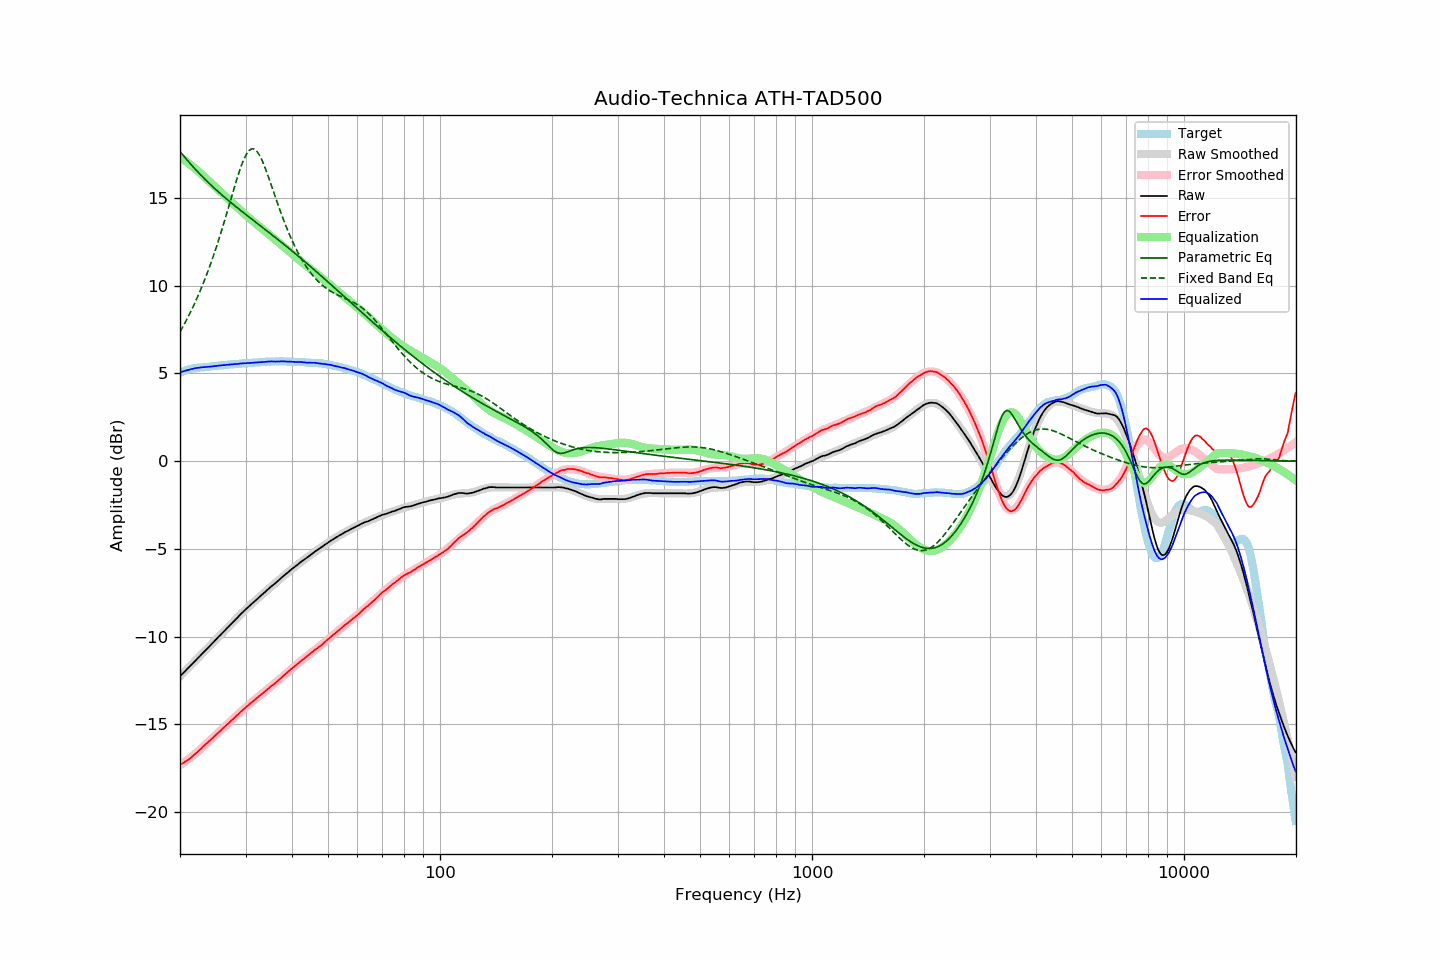 Audio-Technica ATH-TAD500
Target
Raw Smoothed
Error Smoothed
Raw
Error
Equalization
Parametric Eq
Fixed Band Eq
Equalized
Amplitude (dBr)
15
10
5
0
−5
−10
−15
−20
100
1000
10000
Frequency (Hz)